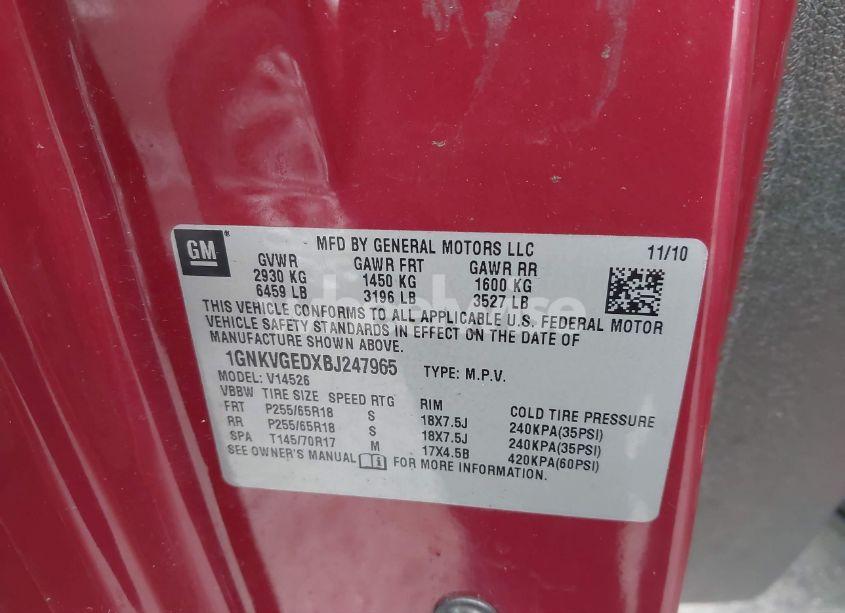 GM
MFD BY GENERAL MOTORS LLC 11/10
GVWR GAWR FRT GAWR RR
2930 KG 1450 KG 1600 KG
6459 LB 3196 LB 3527 LB
THIS VEHICLE CONFORMS TO ALL APPLICABLE U.S. FEDERAL MOTOR
VEHICLE SAFETY STANDARDS IN EFFECT ON THE DATE OF
MANUFACTURE SHOWN ABOVE.
1GNKVGEDXBJ247965 TYPE: M.P.V.
MODEL: V14526
VBBW TIRE SIZE SPEED RTG RIM COLD TIRE PRESSURE
FRT P255/65R18 S 18X7.5J 240KPA(35PSI)
RR P255/65R18 S 18X7.5J 240KPA(35PSI)
SPA T145/70R17 M 17X4.5B 420KPA(60PSI)
SEE OWNER'S MANUAL FOR MORE INFORMATION.